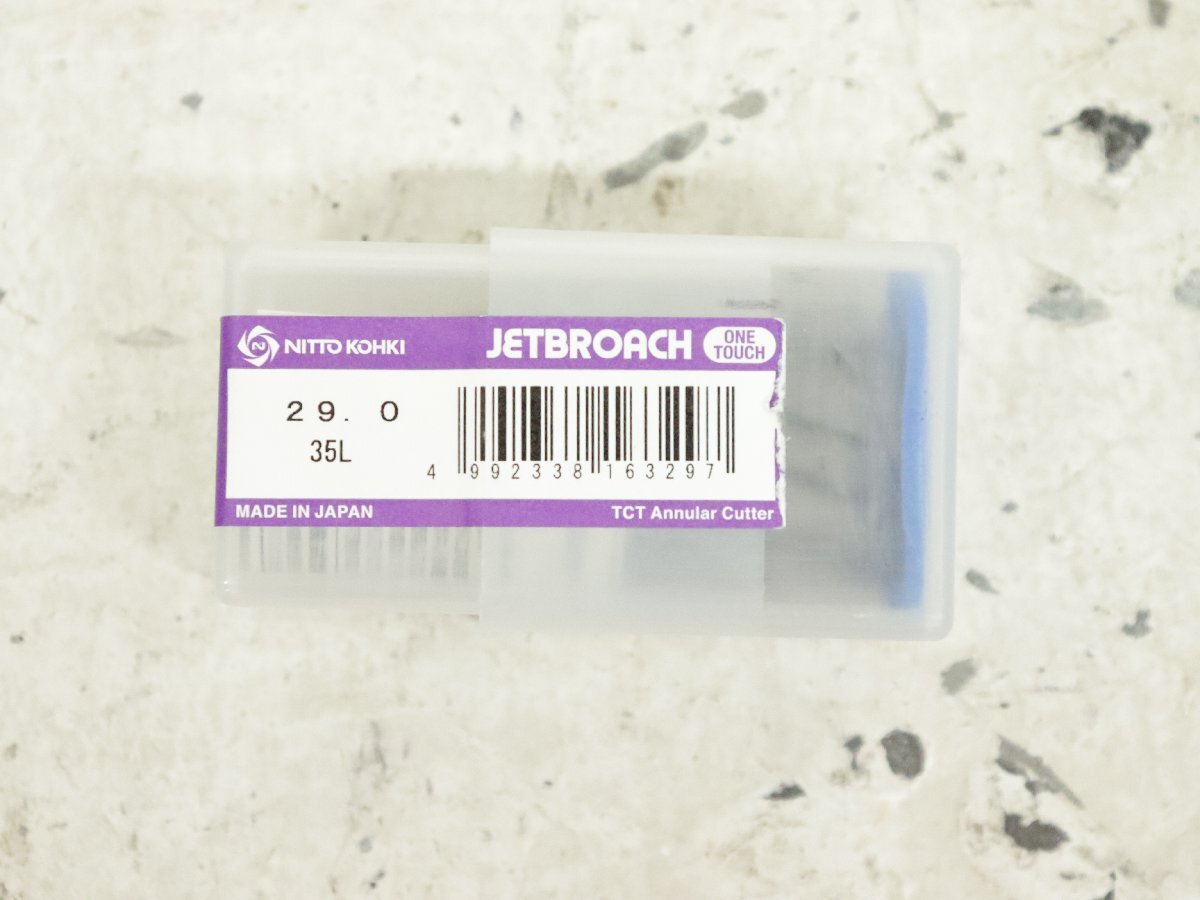 NITTO KOHKI JETBROACH ONE TOUCH
29. 0
35L
4 992338 163297
MADE IN JAPAN TCT Annular Cutter